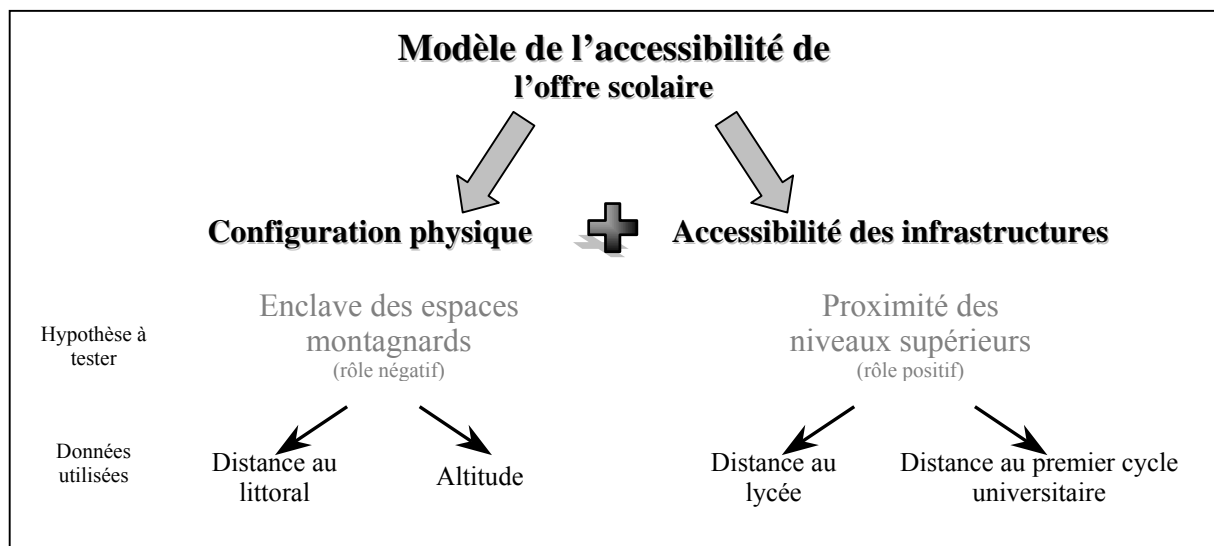 Modèle de l'accessibilité de
l'offre scolaire
Configuration physique
Accessibilité des infrastructures
Hypothèse à
tester
Enclave des espaces
montagnards
(rôle négatif)
Proximité des
niveaux supérieurs
(rôle positif)
Données
utilisées
Distance au
littoral
Altitude
Distance au
lycée
Distance au premier cycle
universitaire